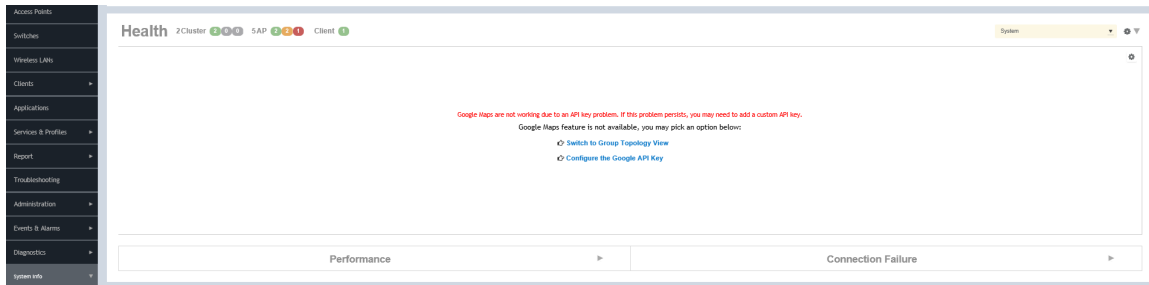 Access Points
Switches
Wireless LANs
Clients
Applications
Services & Profiles
Report
Troubleshooting
Administration
Events & Alarms
Diagnostics
System Info
Health 2Cluster 2 0 0 5AP 2 2 1 Client 1
System
Google Maps are not working due to an API key problem. If this problem persists, you may need to add a custom API key.
Google Maps feature is not available, you may pick an option below:
Switch to Group Topology View
Configure the Google API Key
Performance
Connection Failure